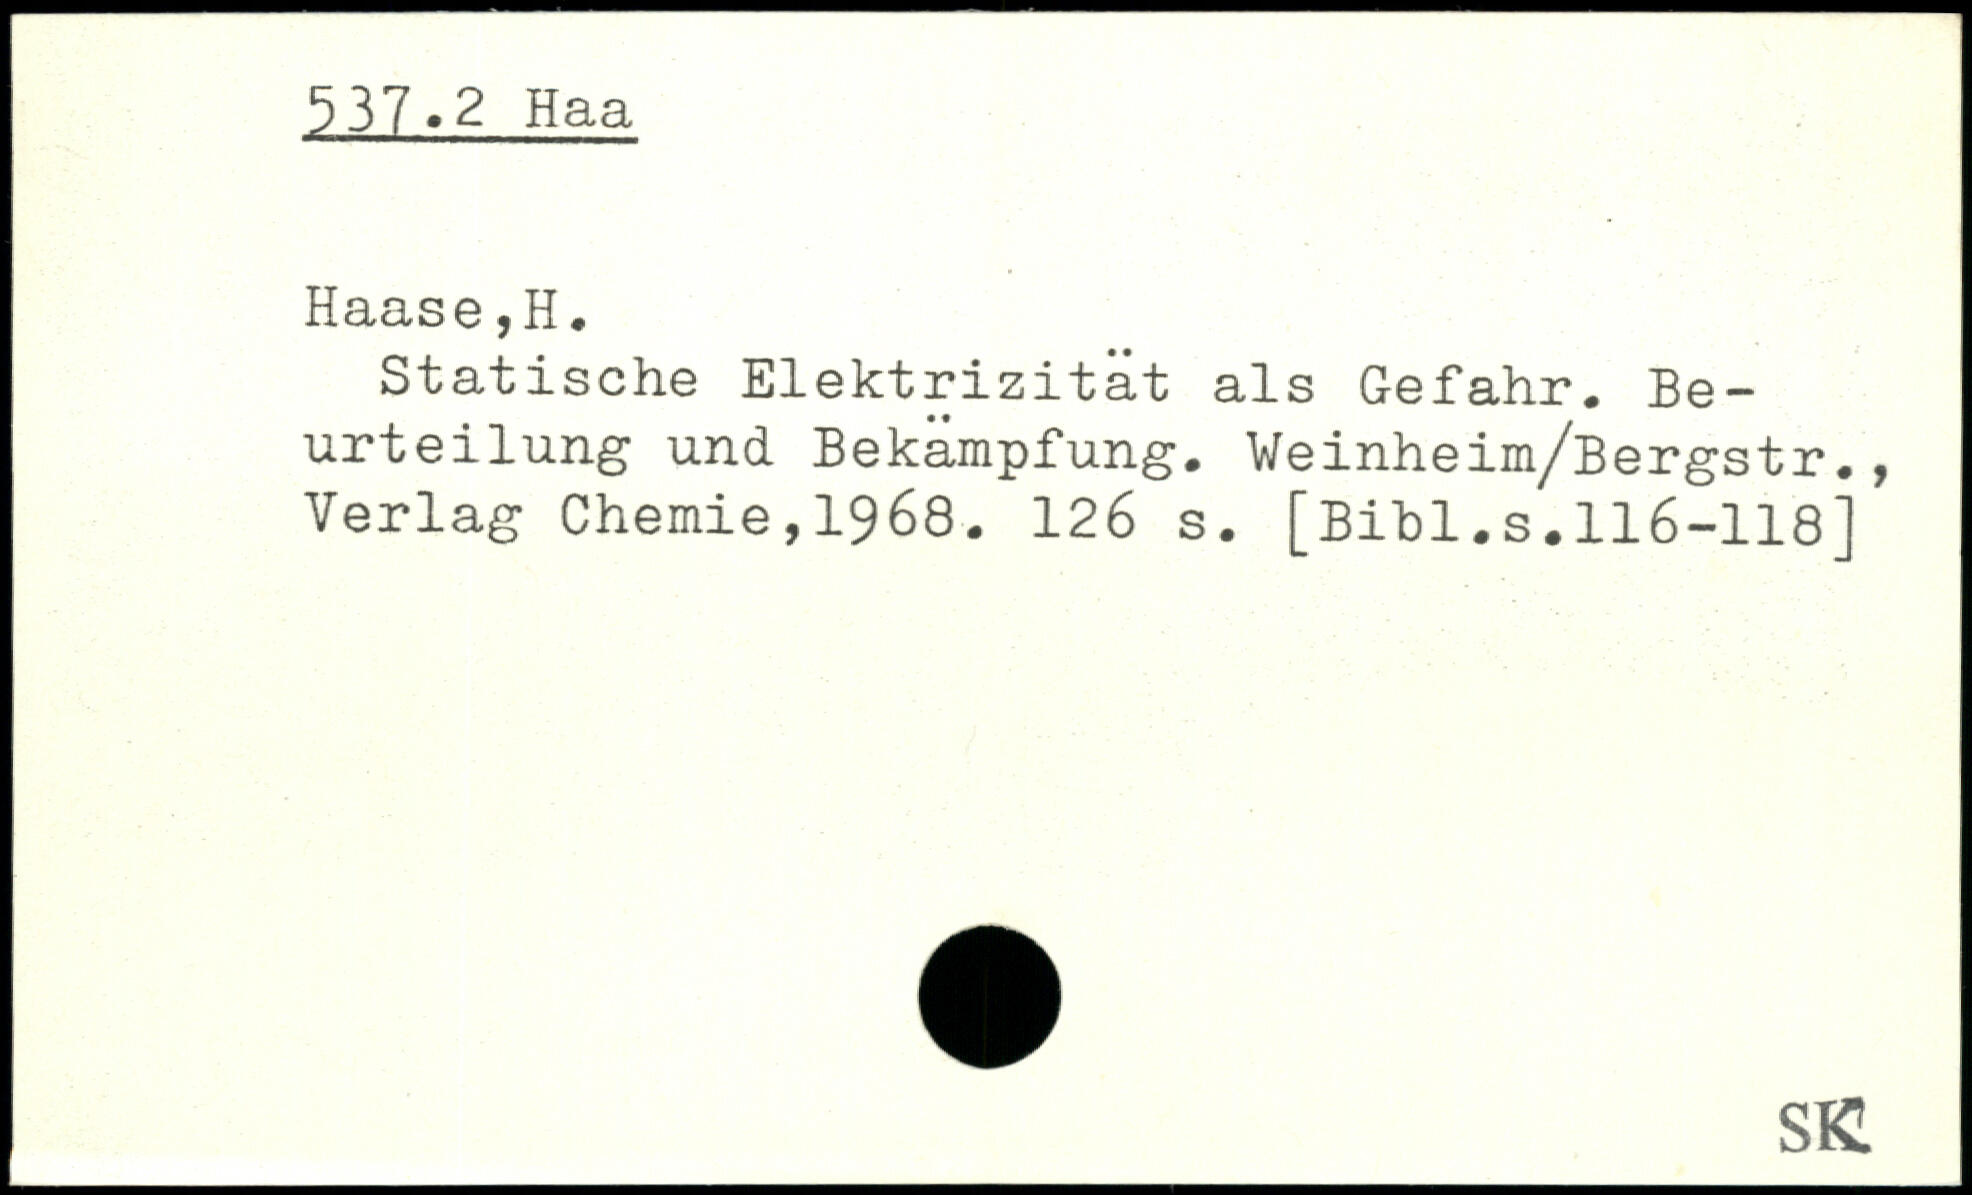 537.2 Haa
Haase,H.
Statische Elektrizität als Gefahr. Be-
urteilung und Bekämpfung. Weinheim/Bergstr.,
Verlag Chemie,1968. 126 s. [Bibl.s.116-118]
SK